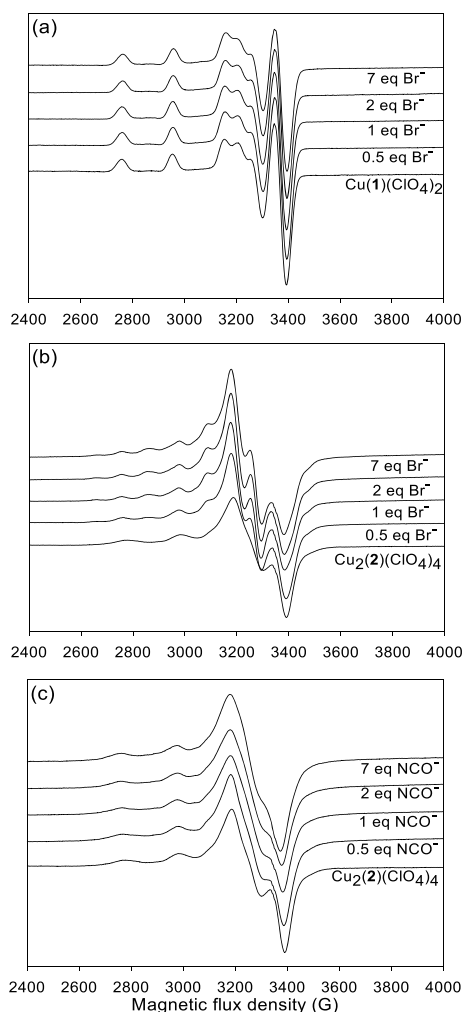 (a)
7 eq Br⁻
2 eq Br⁻
1 eq Br⁻
0.5 eq Br⁻
Cu(1)(ClO₄)₂
2400 2600 2800 3000 3200 3400 3600 3800 4000
(b)
7 eq Br⁻
2 eq Br⁻
1 eq Br⁻
0.5 eq Br⁻
Cu₂(2)(ClO₄)₄
2400 2600 2800 3000 3200 3400 3600 3800 4000
(c)
7 eq NCO⁻
2 eq NCO⁻
1 eq NCO⁻
0.5 eq NCO⁻
Cu₂(2)(ClO₄)₄
2400 2600 2800 3000 3200 3400 3600 3800 4000
Magnetic flux density (G)